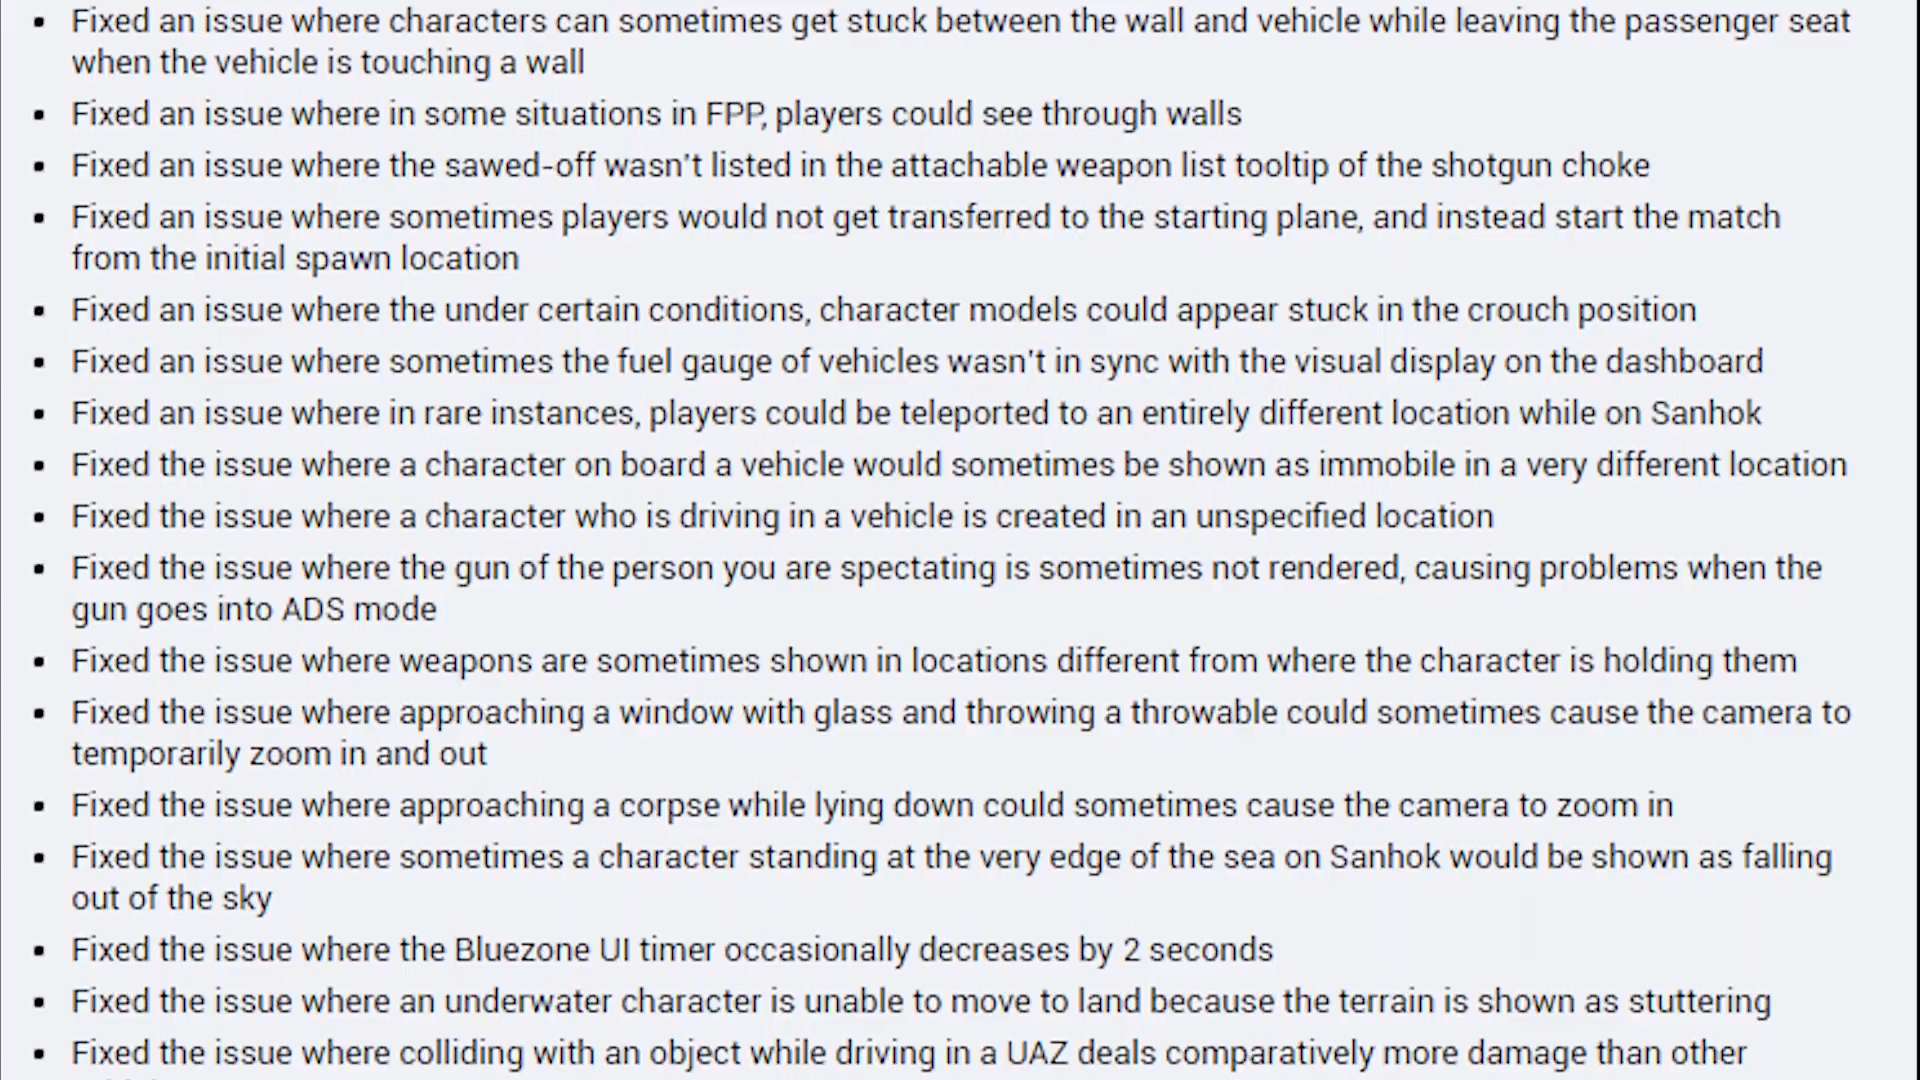 ▪ Fixed an issue where characters can sometimes get stuck between the wall and vehicle while leaving the passenger seat
when the vehicle is touching a wall
▪ Fixed an issue where in some situations in FPP, players could see through walls
▪ Fixed an issue where the sawed-off wasn't listed in the attachable weapon list tooltip of the shotgun choke
▪ Fixed an issue where sometimes players would not get transferred to the starting plane, and instead start the match
from the initial spawn location
▪ Fixed an issue where the under certain conditions, character models could appear stuck in the crouch position
▪ Fixed an issue where sometimes the fuel gauge of vehicles wasn't in sync with the visual display on the dashboard
▪ Fixed an issue where in rare instances, players could be teleported to an entirely different location while on Sanhok
▪ Fixed the issue where a character on board a vehicle would sometimes be shown as immobile in a very different location
▪ Fixed the issue where a character who is driving in a vehicle is created in an unspecified location
▪ Fixed the issue where the gun of the person you are spectating is sometimes not rendered, causing problems when the
gun goes into ADS mode
▪ Fixed the issue where weapons are sometimes shown in locations different from where the character is holding them
▪ Fixed the issue where approaching a window with glass and throwing a throwable could sometimes cause the camera to
temporarily zoom in and out
▪ Fixed the issue where approaching a corpse while lying down could sometimes cause the camera to zoom in
▪ Fixed the issue where sometimes a character standing at the very edge of the sea on Sanhok would be shown as falling
out of the sky
▪ Fixed the issue where the Bluezone UI timer occasionally decreases by 2 seconds
▪ Fixed the issue where an underwater character is unable to move to land because the terrain is shown as stuttering
▪ Fixed the issue where colliding with an object while driving in a UAZ deals comparatively more damage than other